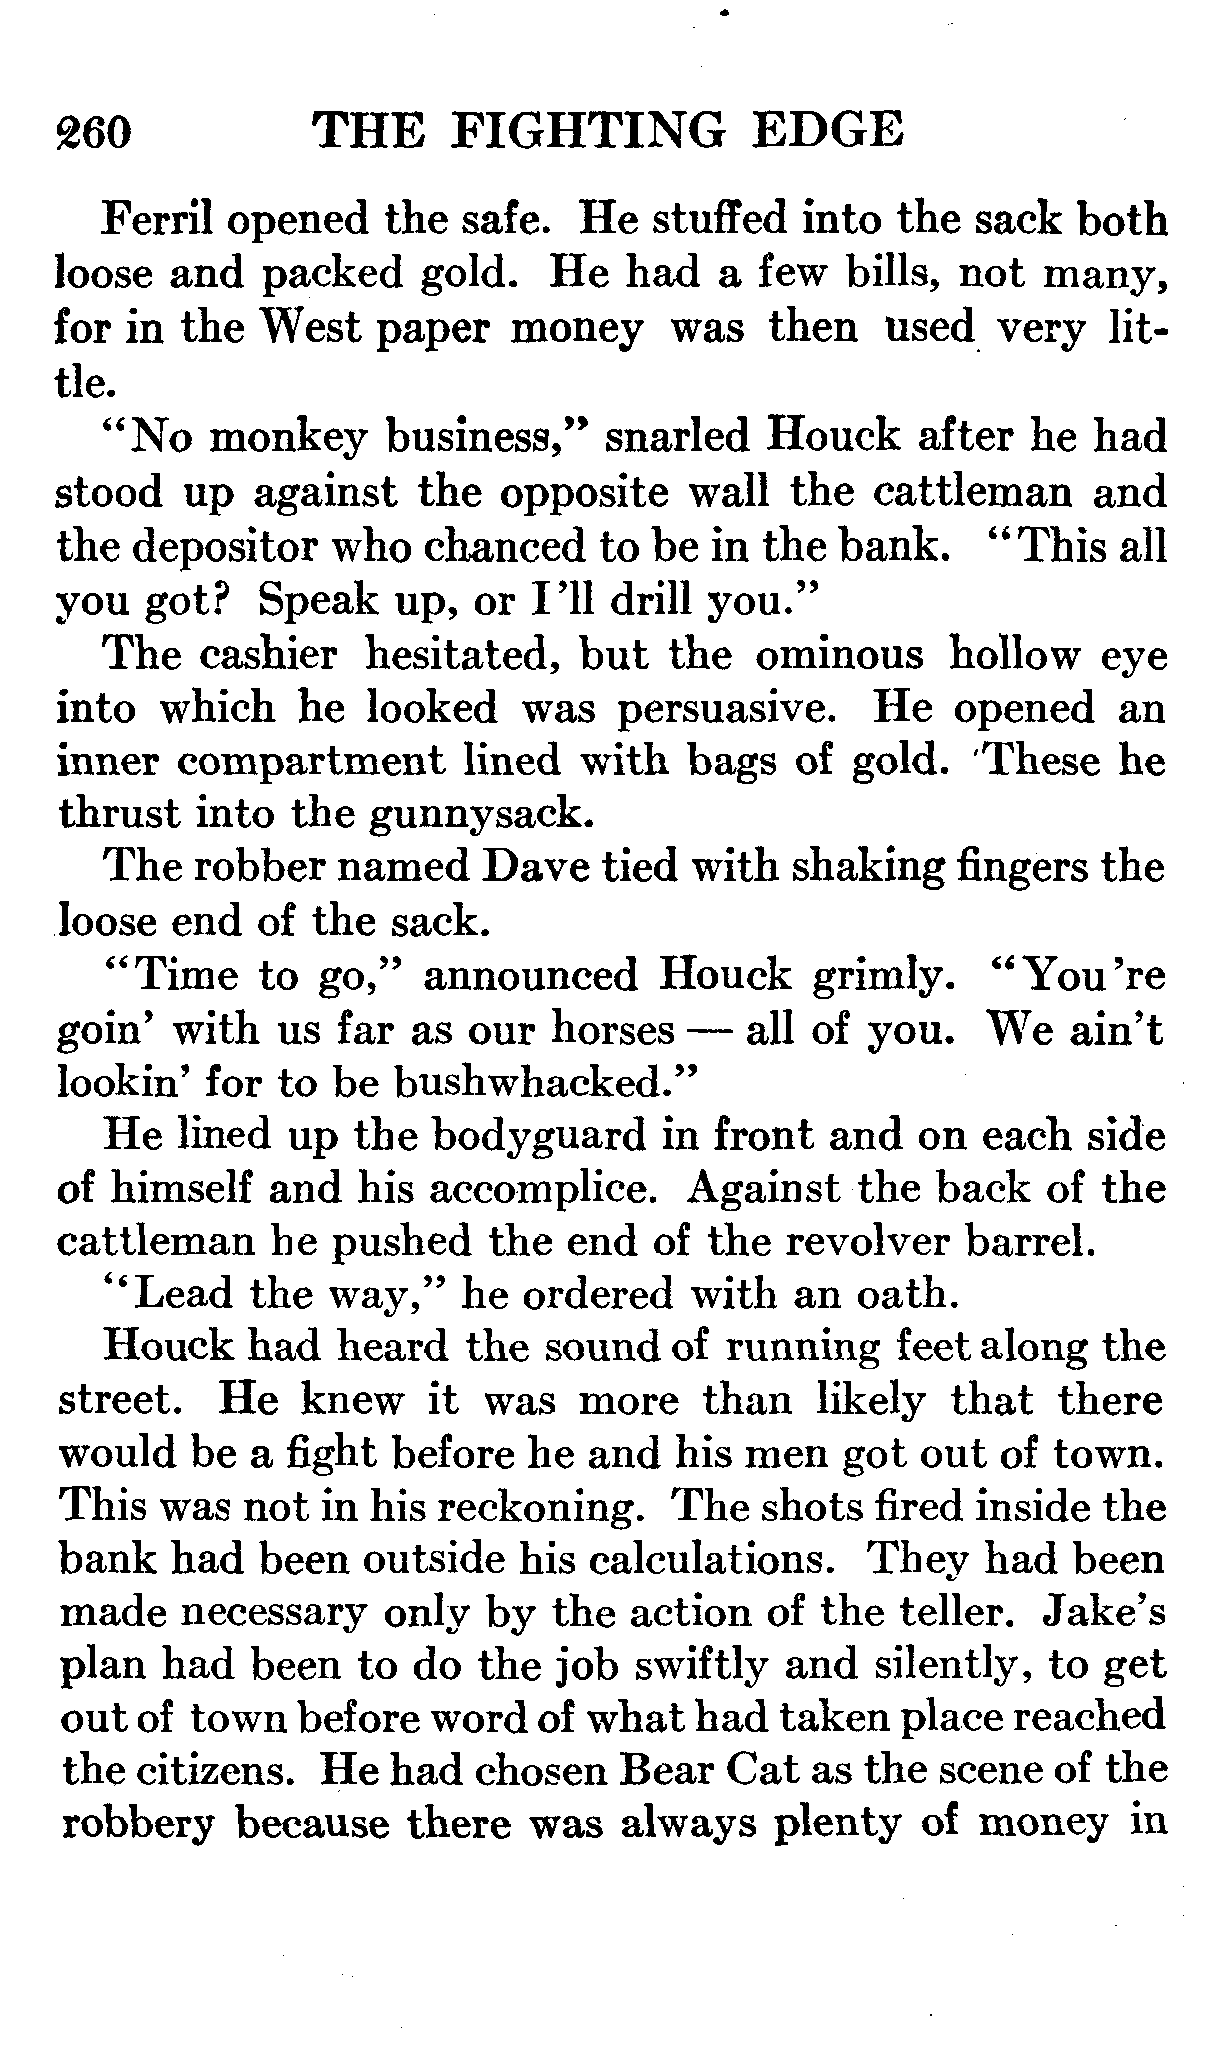 260 THE FIGHTING EDGE
Ferril opened the safe. He stuffed into the sack both
loose and packed gold. He had a few bills, not many,
for in the West paper money was then used very lit-
tle.
"No monkey business," snarled Houck after he had
stood up against the opposite wall the cattleman and
the depositor who chanced to be in the bank. "This all
you got? Speak up, or I'll drill you."
The cashier hesitated, but the ominous hollow eye
into which he looked was persuasive. He opened an
inner compartment lined with bags of gold. These he
thrust into the gunnysack.
The robber named Dave tied with shaking fingers the
loose end of the sack.
"Time to go," announced Houck grimly. "You're
goin' with us far as our horses — all of you. We ain't
lookin' for to be bushwhacked."
He lined up the bodyguard in front and on each side
of himself and his accomplice. Against the back of the
cattleman he pushed the end of the revolver barrel.
"Lead the way," he ordered with an oath.
Houck had heard the sound of running feet along the
street. He knew it was more than likely that there
would be a fight before he and his men got out of town.
This was not in his reckoning. The shots fired inside the
bank had been outside his calculations. They had been
made necessary only by the action of the teller. Jake's
plan had been to do the job swiftly and silently, to get
out of town before word of what had taken place reached
the citizens. He had chosen Bear Cat as the scene of the
robbery because there was always plenty of money in